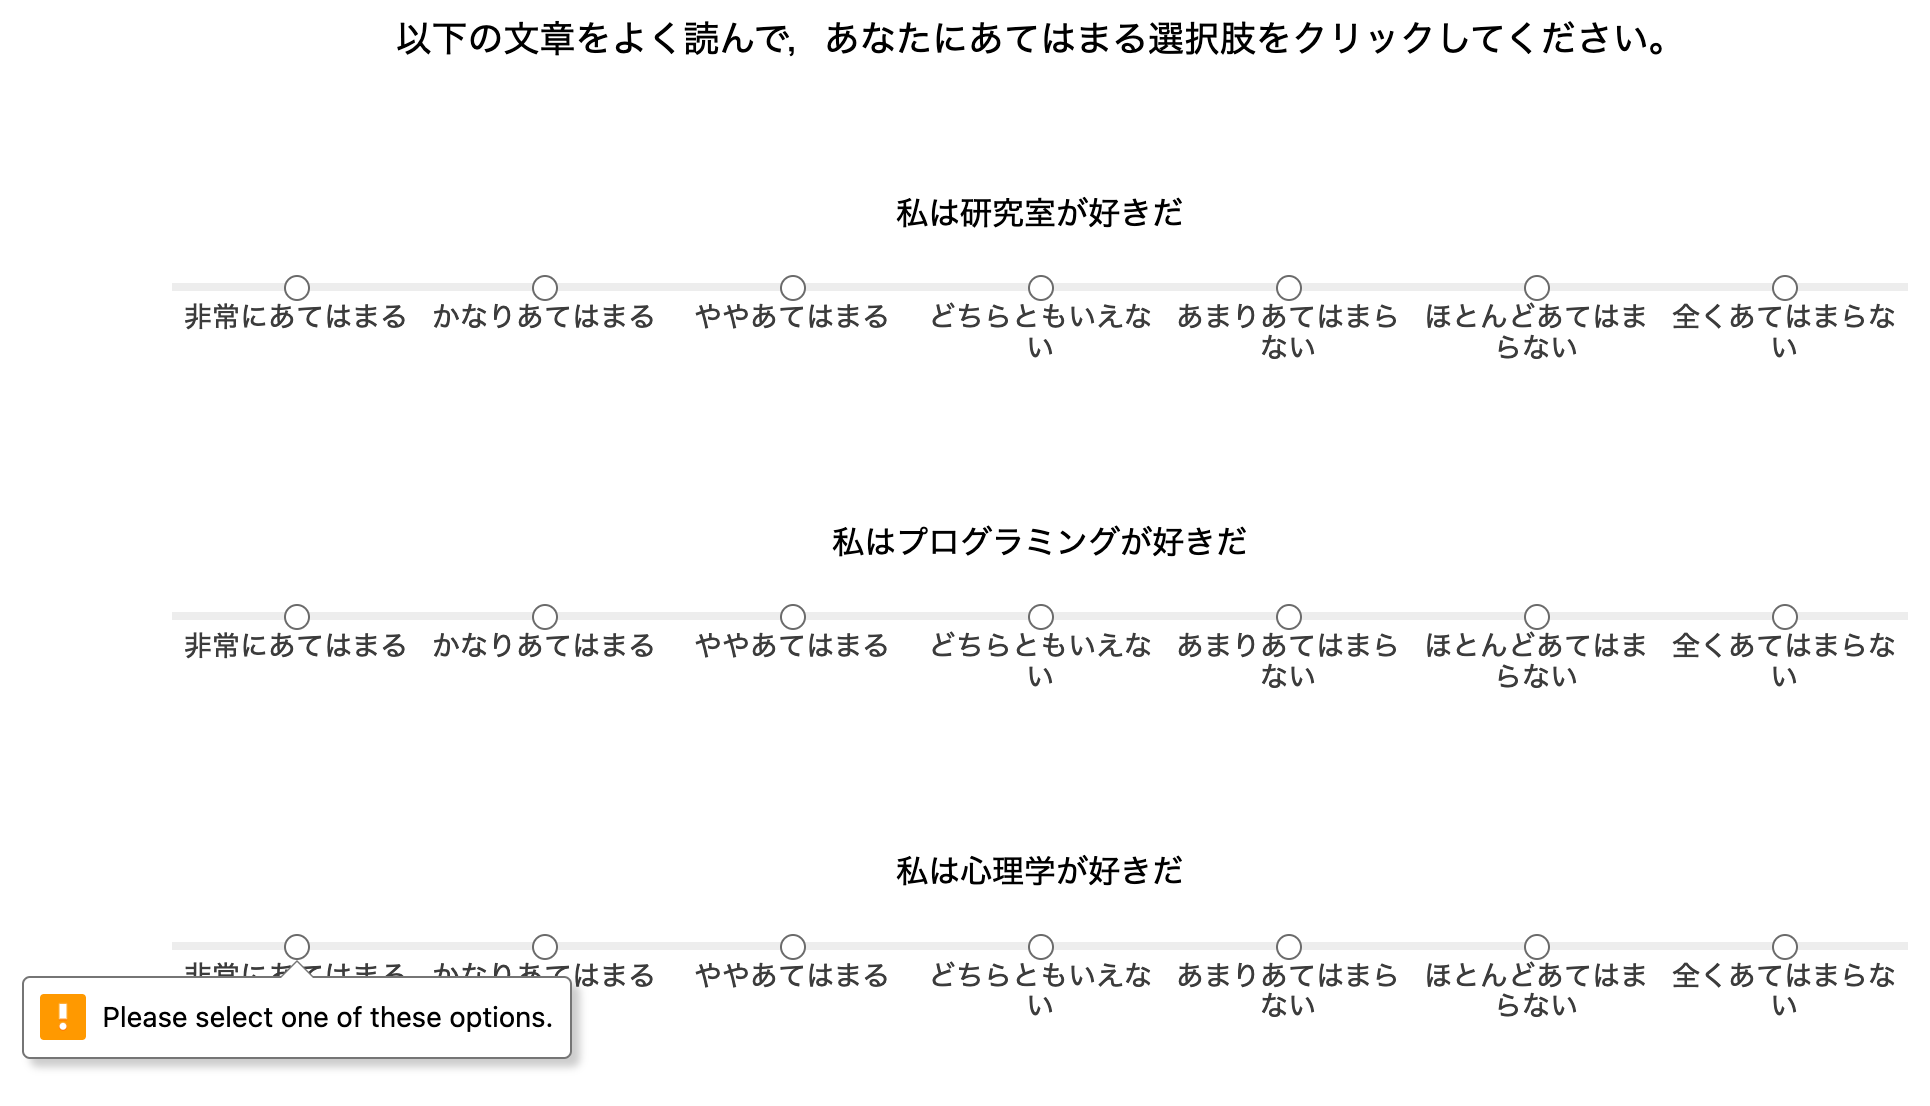 以下の文章をよく読んで，あなたにあてはまる選択肢をクリックしてください。
私は研究室が好きだ
非常にあてはまる かなりあてはまる ややあてはまる どちらともいえな あまりあてはまら ほとんどあてはま 全くあてはまらな
い ない らない い
私はプログラミングが好きだ
非常にあてはまる かなりあてはまる ややあてはまる どちらともいえな あまりあてはまら ほとんどあてはま 全くあてはまらな
い ない らない い
私は心理学が好きだ
非常にあてはまる かなりあてはまる ややあてはまる どちらともいえな あまりあてはまら ほとんどあてはま 全くあてはまらな
い ない らない い
Please select one of these options.